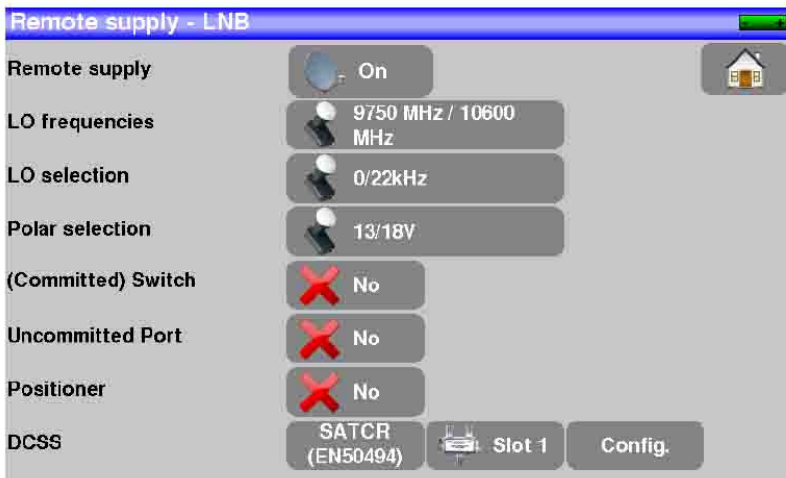 Remote supply - LNB
- +
Remote supply On
LO frequencies 9750 MHz / 10600
MHz
LO selection 0/22kHz
Polar selection 13/18V
(Committed) Switch No
Uncommitted Port No
Positioner No
DCSS SATCR
(EN50494) Slot 1 Config.